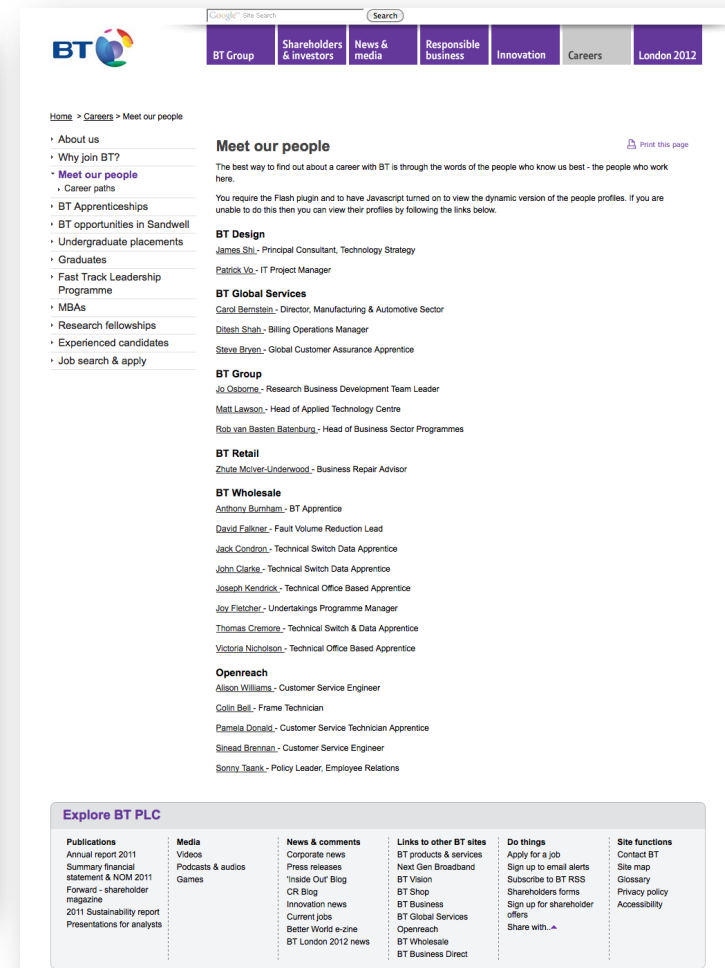 Google™ Site Search
Search
BT
BT Group
Shareholders & investors
News & media
Responsible business
Innovation
Careers
London 2012
Home > Careers > Meet our people
About us
Why join BT?
Meet our people
Career paths
BT Apprenticeships
BT opportunities in Sandwell
Undergraduate placements
Graduates
Fast Track Leadership
Programme
MBAs
Research fellowships
Experienced candidates
Job search & apply
Meet our people
Print this page
The best way to find out about a career with BT is through the words of the people who know us best - the people who work
here.
You require the Flash plugin and to have Javascript turned on to view the dynamic version of the people profiles. If you are
unable to do this then you can view their profiles by following the links below.
BT Design
James Shi - Principal Consultant, Technology Strategy
Patrick Vo - IT Project Manager
BT Global Services
Carol Bernstein - Director, Manufacturing & Automotive Sector
Ditesh Shah - Billing Operations Manager
Steve Bryen - Global Customer Assurance Apprentice
BT Group
Jo Osborne - Research Business Development Team Leader
Matt Lawson - Head of Applied Technology Centre
Rob van Basten Batenburg - Head of Business Sector Programmes
BT Retail
Zhute McIver-Underwood - Business Repair Advisor
BT Wholesale
Anthony Burnham - BT Apprentice
David Falkner - Fault Volume Reduction Lead
Jack Condron - Technical Switch Data Apprentice
John Clarke - Technical Switch Data Apprentice
Joseph Kendrick - Technical Office Based Apprentice
Joy Fletcher - Undertakings Programme Manager
Thomas Cremore - Technical Switch & Data Apprentice
Victoria Nicholson - Technical Office Based Apprentice
Openreach
Alison Williams - Customer Service Engineer
Colin Bell - Frame Technician
Pamela Donald - Customer Service Technician Apprentice
Sinead Brennan - Customer Service Engineer
Sonny Taank - Policy Leader, Employee Relations
Explore BT PLC
Publications
Annual report 2011
Summary financial
statement & NOM 2011
Forward - shareholder
magazine
2011 Sustainability report
Presentations for analysts
Media
Videos
Podcasts & audios
Games
News & comments
Corporate news
Press releases
'Inside Out' Blog
CR Blog
Innovation news
Current jobs
Better World e-zine
BT London 2012 news
Links to other BT sites
BT products & services
Next Gen Broadband
BT Vision
BT Shop
BT Business
BT Global Services
Openreach
BT Wholesale
BT Business Direct
Do things
Apply for a job
Sign up to email alerts
Subscribe to BT RSS
Shareholders forms
Sign up for shareholder
offers
Share with..
Site functions
Contact BT
Site map
Glossary
Privacy policy
Accessibility